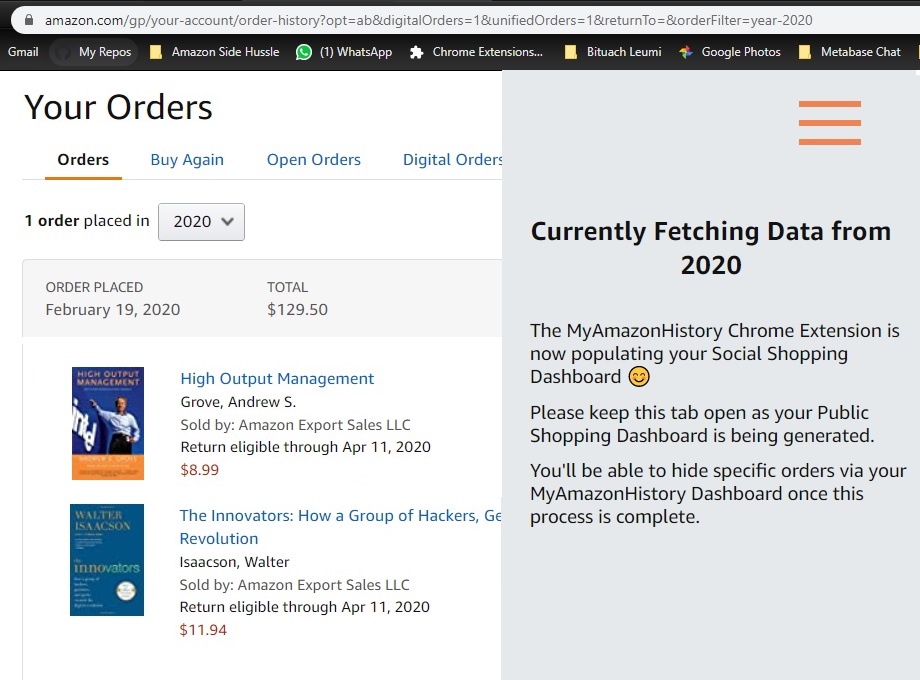 amazon.com/gp/your-account/order-history?opt=ab&digitalOrders=1&unifiedOrders=1&returnTo=&orderFilter=year-2020
Gmail My Repos Amazon Side Hussle (1) WhatsApp Chrome Extensions... Bituach Leumi Google Photos Metabase Chat
Your Orders
Orders Buy Again Open Orders Digital Orders
1 order placed in 2020
ORDER PLACED TOTAL
February 19, 2020 $129.50
HIGH OUTPUT
MANAGEMENT
High Output Management
Grove, Andrew S.
Sold by: Amazon Export Sales LLC
Return eligible through Apr 11, 2020
$8.99
WALTER
ISAACSON
the
innovators
The Innovators: How a Group of Hackers, Ge
Revolution
Isaacson, Walter
Sold by: Amazon Export Sales LLC
Return eligible through Apr 11, 2020
$11.94
Currently Fetching Data from
2020
The MyAmazonHistory Chrome Extension is
now populating your Social Shopping
Dashboard 😊
Please keep this tab open as your Public
Shopping Dashboard is being generated.
You'll be able to hide specific orders via your
MyAmazonHistory Dashboard once this
process is complete.